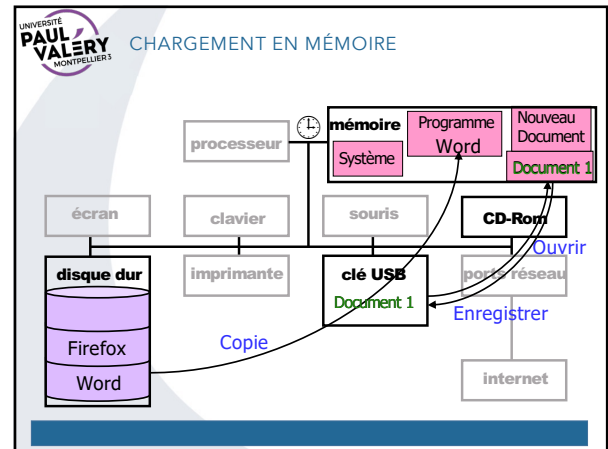 UNIVERSITÉ
PAUL
VALÉRY
MONTPELLIER 3
CHARGEMENT EN MÉMOIRE
processeur
mémoire
Système
Programme
Word
Nouveau
Document
Document 1
écran
clavier
souris
CD-Rom
disque dur
Firefox
Word
imprimante
clé USB
Document 1
ports réseau
internet
Copie
Ouvrir
Enregistrer